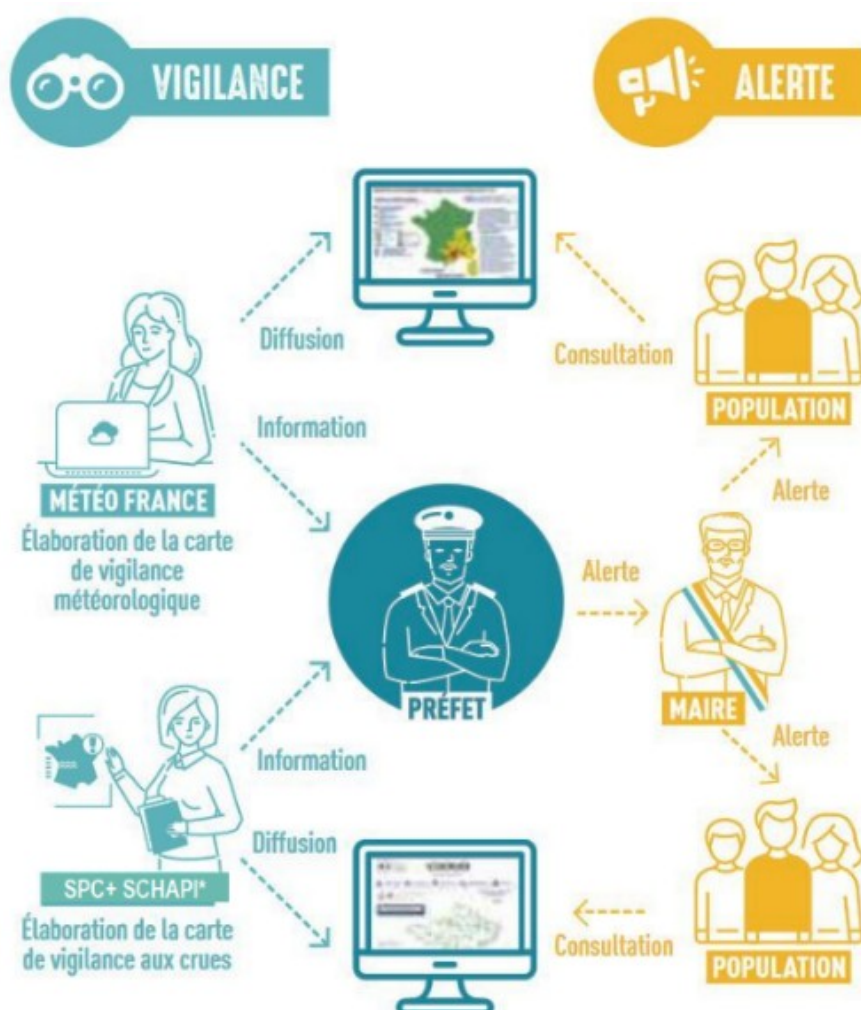 VIGILANCE
ALERTE
Diffusion
Consultation
POPULATION
Information
MÉTÉO FRANCE
Élaboration de la carte
de vigilance
météorologique
Alerte
Alerte
PRÉFET
MAIRE
Alerte
Information
Diffusion
SPC+ SCHAPI*
Élaboration de la carte
de vigilance aux crues
Consultation
POPULATION